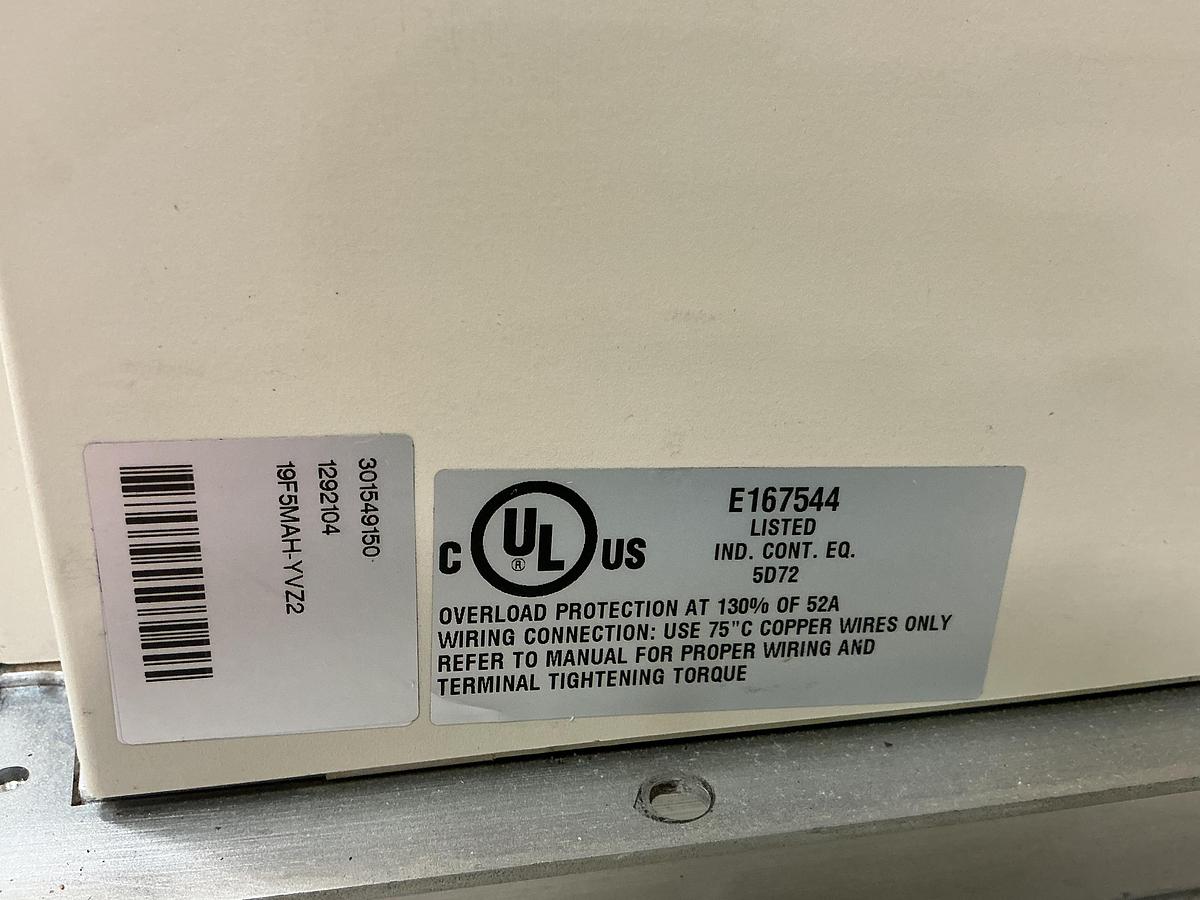 301549150
1292104
19F5MAH-YVZ2
C UL ® US
E167544
LISTED
IND. CONT. EQ.
5D72
OVERLOAD PROTECTION AT 130% OF 52A
WIRING CONNECTION: USE 75"C COPPER WIRES ONLY
REFER TO MANUAL FOR PROPER WIRING AND
TERMINAL TIGHTENING TORQUE